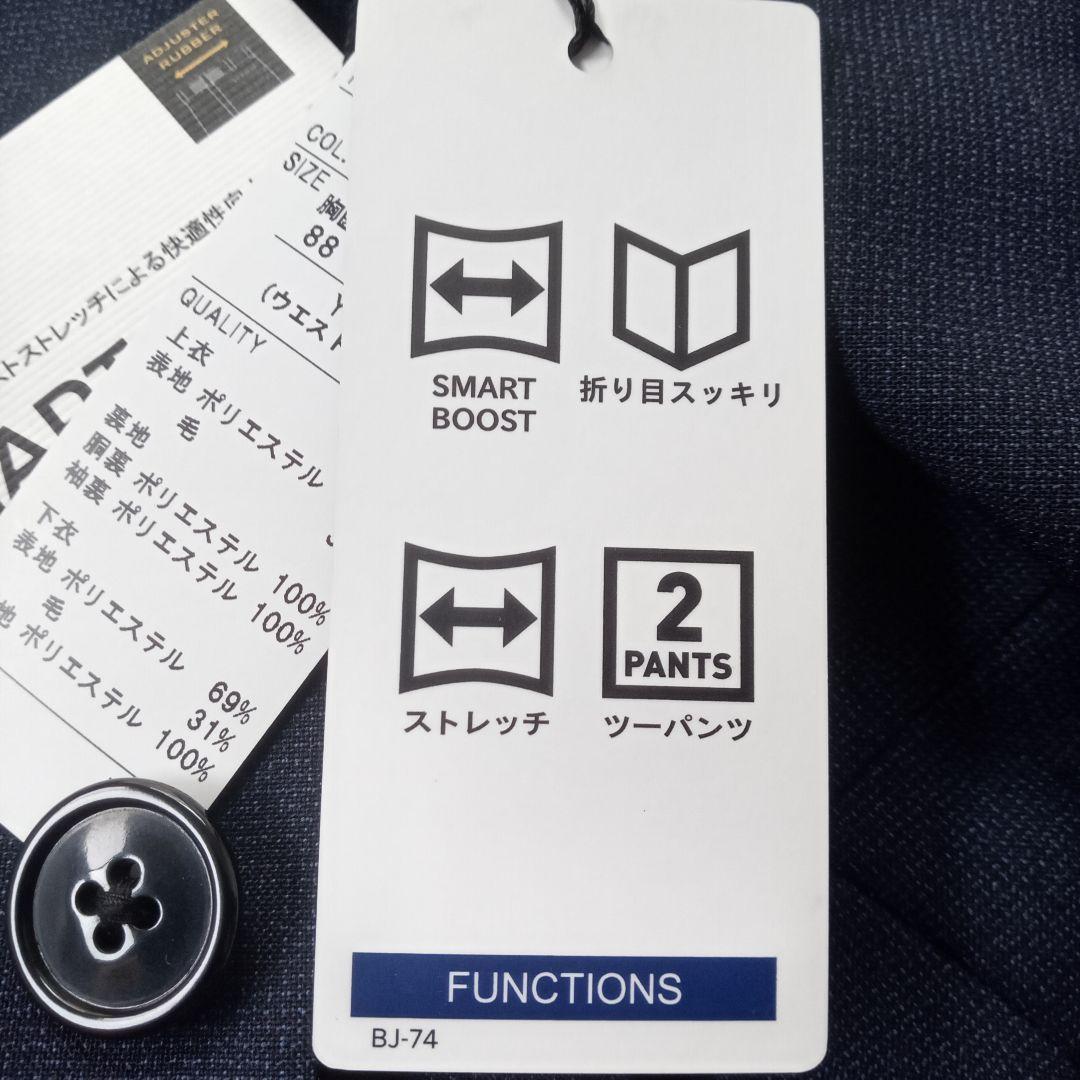 ADJUSTER
RUBBER
ストレッチによる快適性
COL.
SIZE
88
(ウエスト
QUALITY
上衣
表地 ポリエステル
毛
裏地
胴裏 ポリエステル 100%
袖裏 ポリエステル 100%
下衣
表地 ポリエステル 69%
毛 31%
地 ポリエステル 100%
SMART
BOOST
折り目スッキリ
ストレッチ
2
PANTS
ツーパンツ
FUNCTIONS
BJ-74